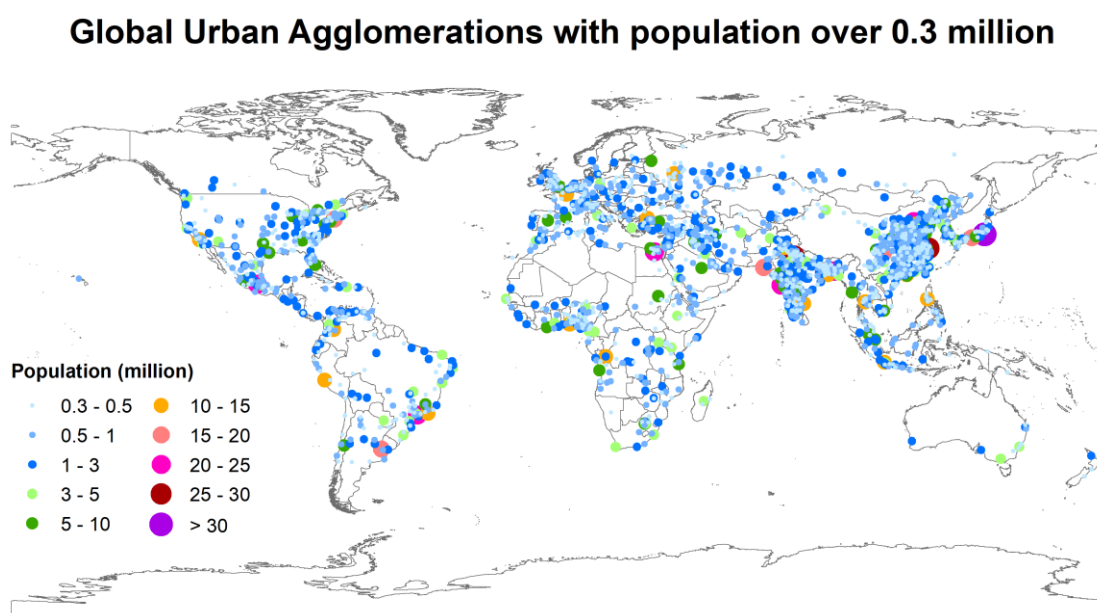 Global Urban Agglomerations with population over 0.3 million
Population (million)
0.3 - 0.5
0.5 - 1
1 - 3
3 - 5
5 - 10
10 - 15
15 - 20
20 - 25
25 - 30
> 30